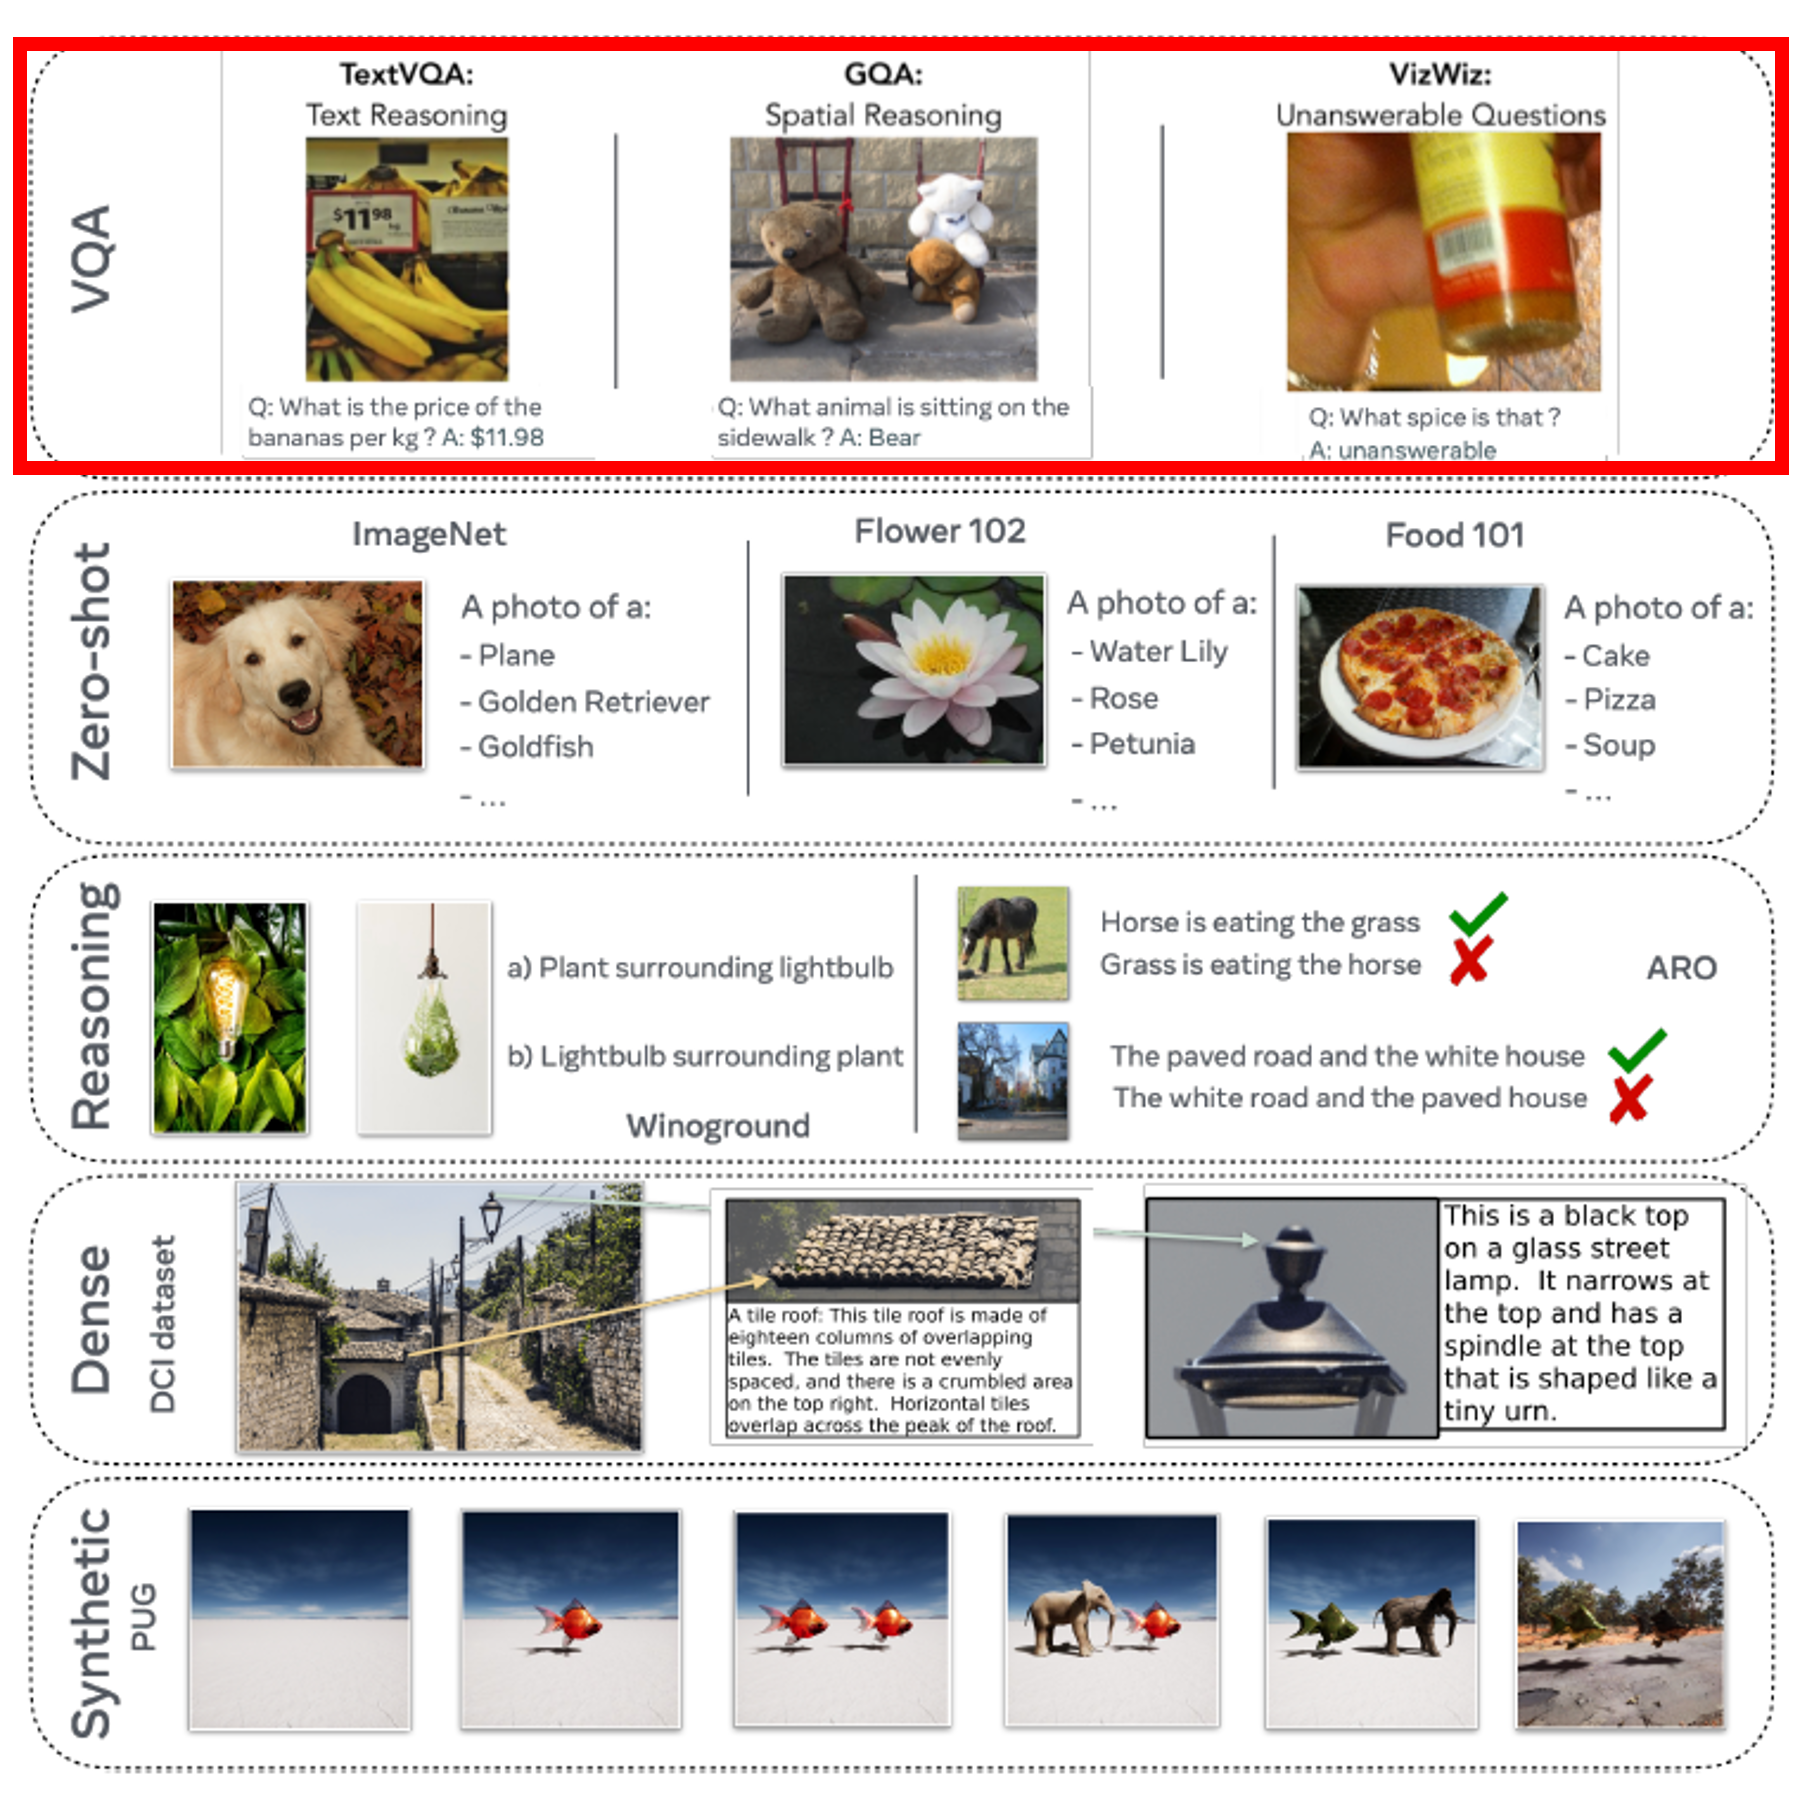 VQA
TextVQA:
Text Reasoning
$11.98
kg
Q: What is the price of the
bananas per kg ? A: $11.98
GQA:
Spatial Reasoning
Q: What animal is sitting on the
sidewalk ? A: Bear
VizWiz:
Unanswerable Questions
Q: What spice is that ?
A: unanswerable
Zero-shot
ImageNet
A photo of a:
- Plane
- Golden Retriever
- Goldfish
- ...
Flower 102
A photo of a:
- Water Lily
- Rose
- Petunia
- ...
Food 101
A photo of a:
- Cake
- Pizza
- Soup
- ...
Reasoning
a) Plant surrounding lightbulb
b) Lightbulb surrounding plant
Winoground
Horse is eating the grass
Grass is eating the horse
ARO
The paved road and the white house
The white road and the paved house
Dense
DCI dataset
A tile roof: This tile roof is made of
eighteen columns of overlapping
tiles. The tiles are not evenly
spaced, and there is a crumbled area
on the top right. Horizontal tiles
overlap across the peak of the roof.
This is a black top
on a glass street
lamp. It narrows at
the top and has a
spindle at the top
that is shaped like a
tiny urn.
Synthetic
PUG